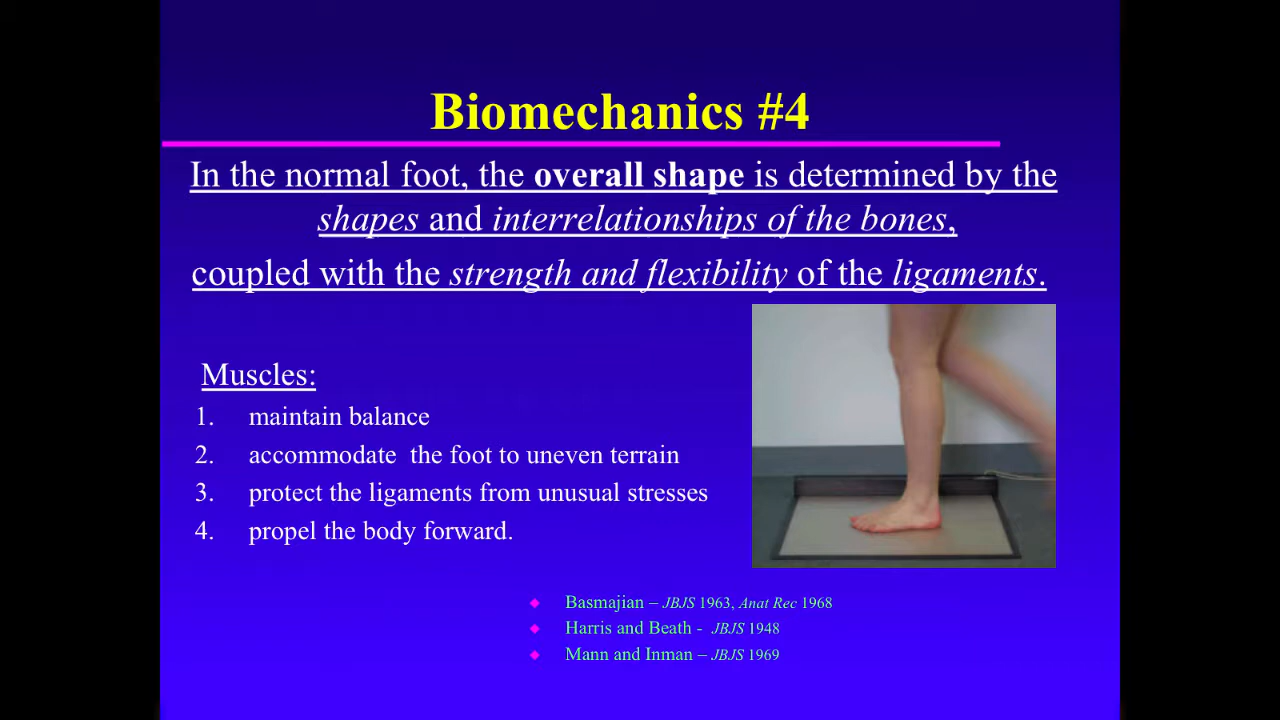 Biomechanics #4
In the normal foot, the overall shape is determined by the
shapes and interrelationships of the bones,
coupled with the strength and flexibility of the ligaments.
Muscles:
1. maintain balance
2. accommodate  the foot to uneven terrain
3. protect the ligaments from unusual stresses
4. propel the body forward.
◆ Basmajian – JBJS 1963, Anat Rec 1968
◆ Harris and Beath -  JBJS 1948
◆ Mann and Inman – JBJS 1969